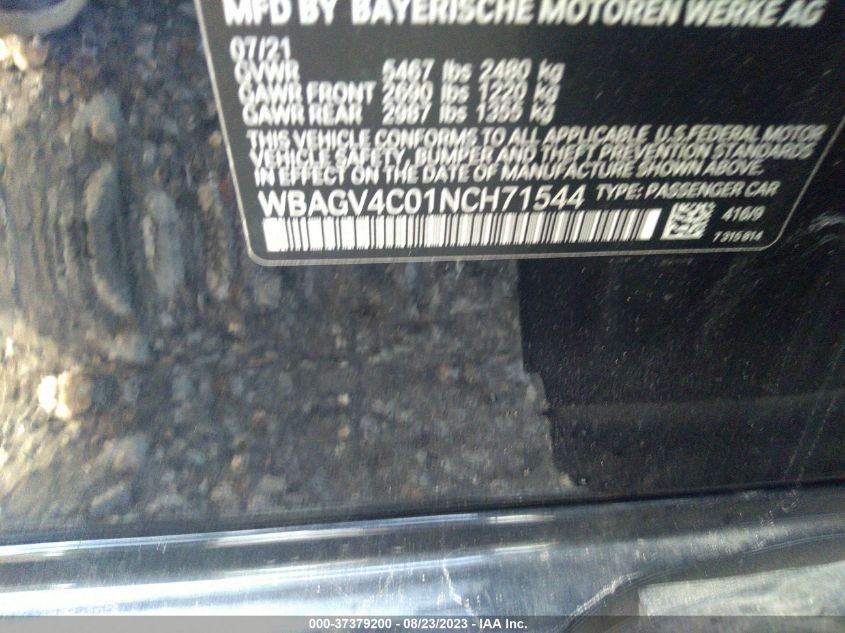 MFD BY BAYERISCHE MOTOREN WERKE AG
07/21
GVWR 5467 lbs 2480 kg
GAWR FRONT 2690 lbs 1220 kg
GAWR REAR 2987 lbs 1355 kg
THIS VEHICLE CONFORMS TO ALL APPLICABLE U.S.FEDERAL MOTOR
VEHICLE SAFETY, BUMPER AND THEFT PREVENTION STANDARDS
IN EFFECT ON THE DATE OF MANUFACTURE SHOWN ABOVE.
WBAGV4C01NCH71544 TYPE: PASSENGER CAR
416/9
7315614
000-37379200 - 08/23/2023 - IAA Inc.